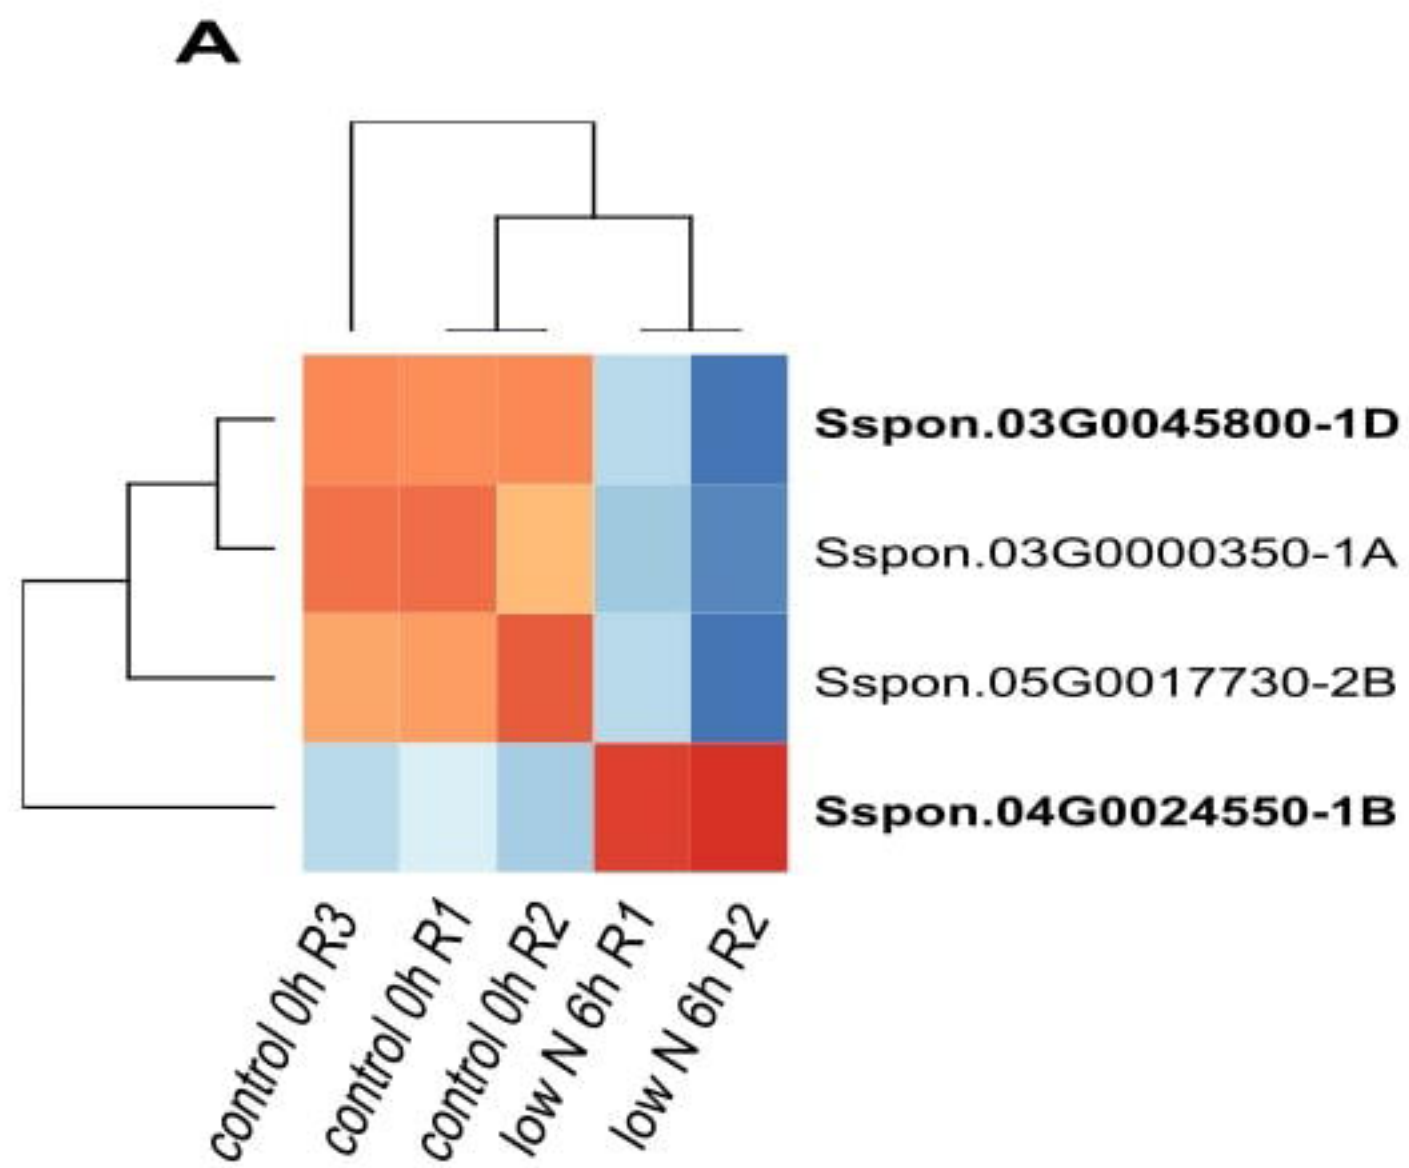 A
Sspon.03G0045800-1D
Sspon.03G0000350-1A
Sspon.05G0017730-2B
Sspon.04G0024550-1B
control 0h R3
control 0h R1
control 0h R2
low N 6h R1
low N 6h R2